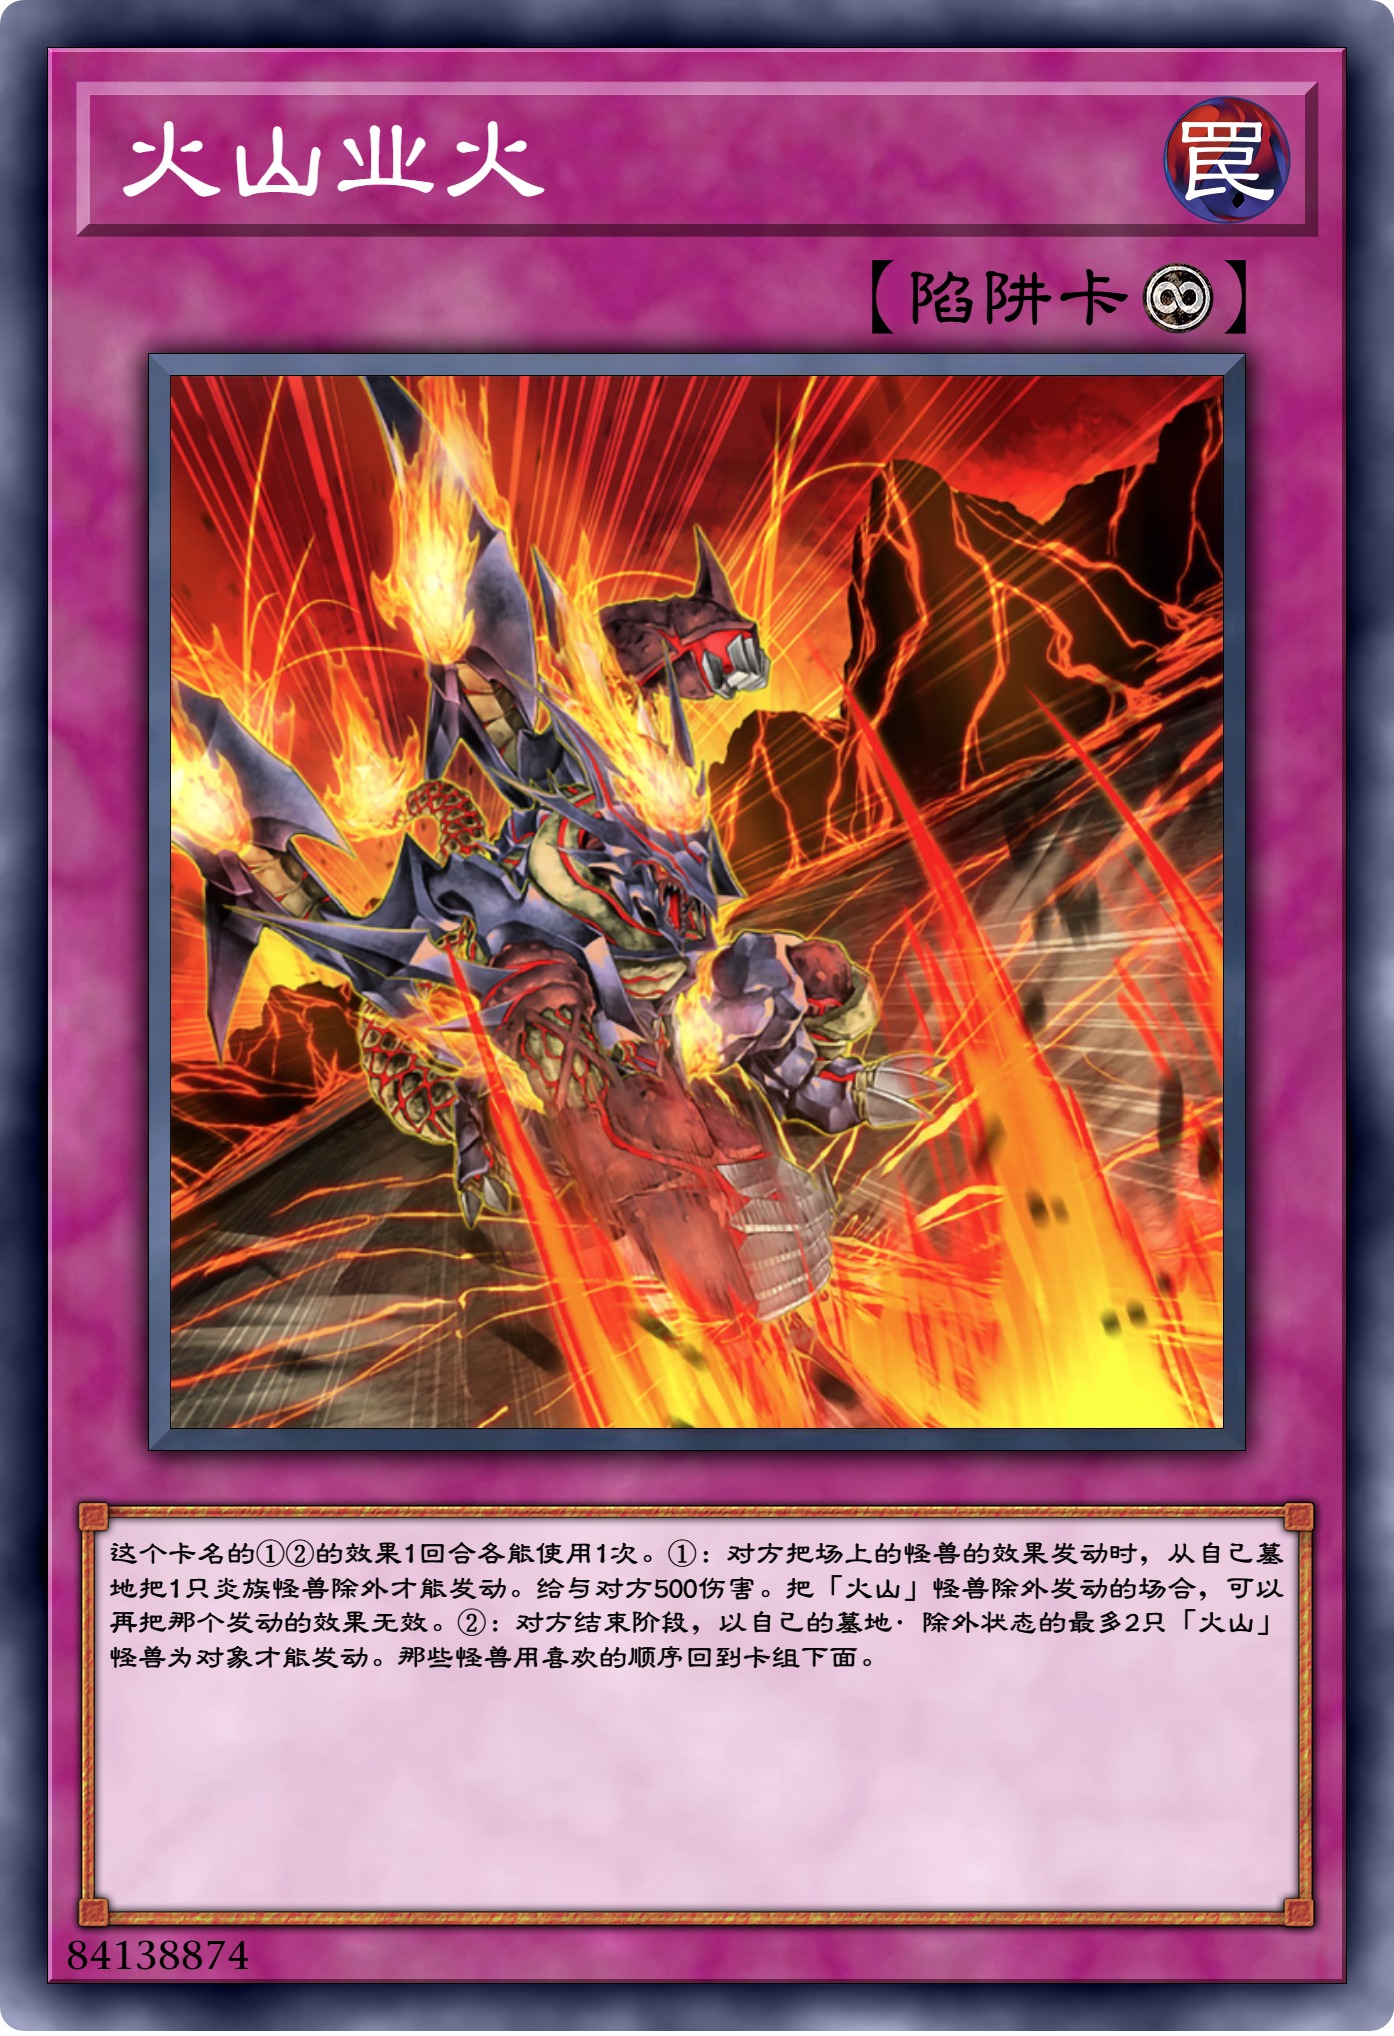 火山业火
罠
【陷阱卡】
这个卡名的①②的效果1回合各能使用1次。①：对方把场上的怪兽的效果发动时，从自己墓
地把1只炎族怪兽除外才能发动。给与对方500伤害。把「火山」怪兽除外发动的场合，可以
再把那个发动的效果无效。②：对方结束阶段，以自己的墓地·除外状态的最多2只「火山」
怪兽为对象才能发动。那些怪兽用喜欢的顺序回到卡组下面。
84138874